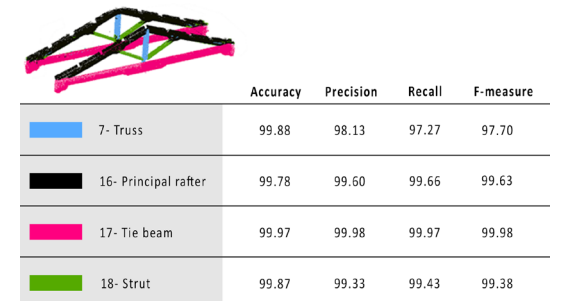 Accuracy Precision Recall F-measure
7- Truss 99.88 98.13 97.27 97.70
16- Principal rafter 99.78 99.60 99.66 99.63
17- Tie beam 99.97 99.98 99.97 99.98
18- Strut 99.87 99.33 99.43 99.38